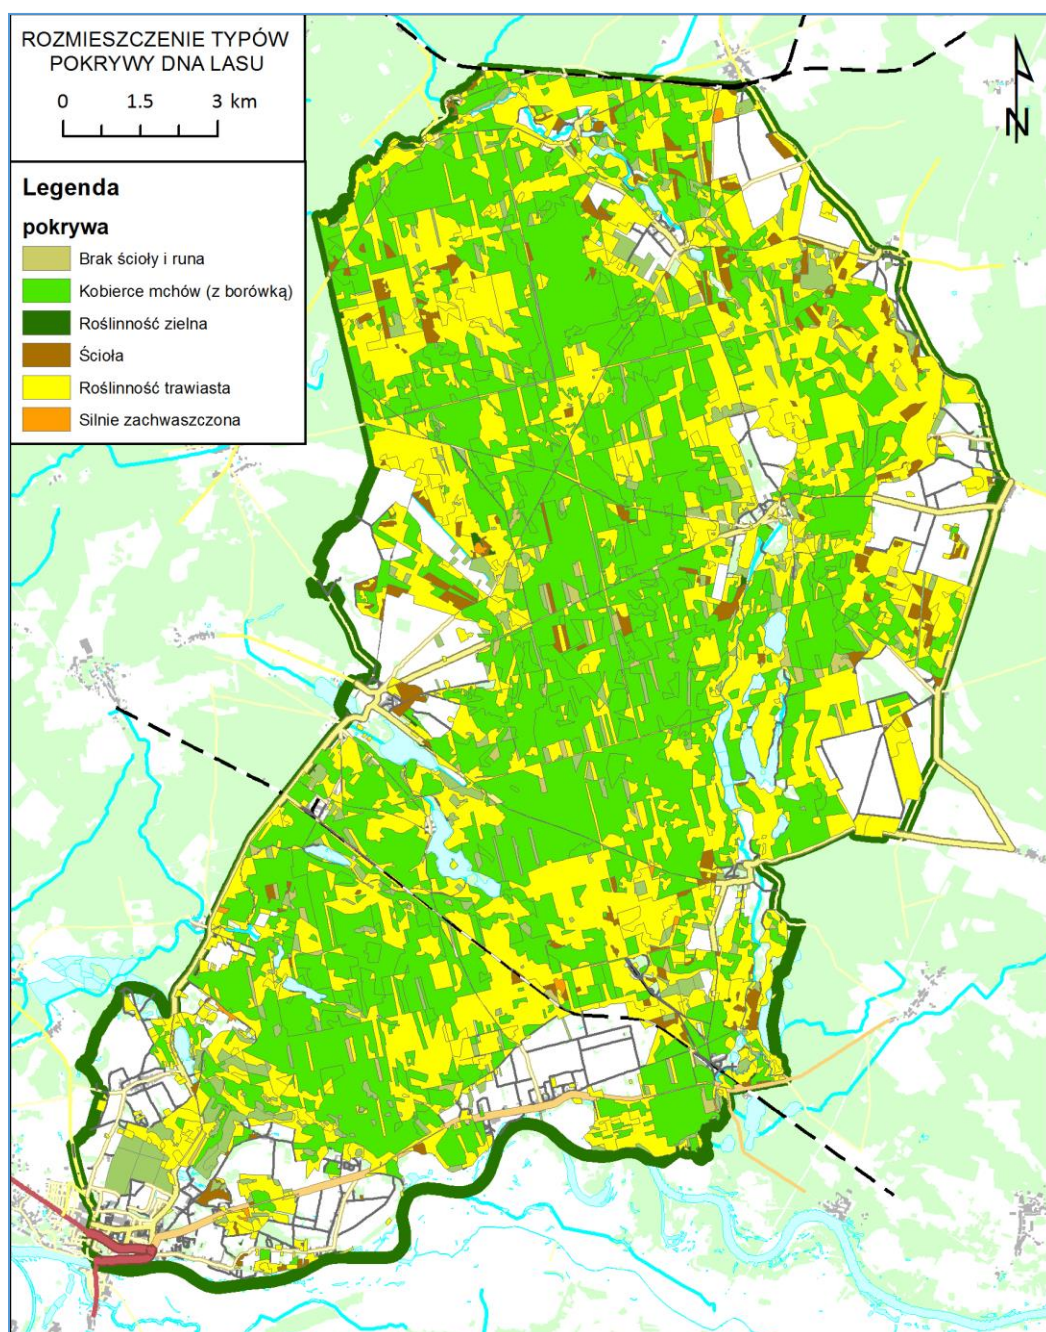 ROZMIESZCZENIE TYPÓW
POKRYWY DNA LASU
0 1.5 3 km
N
Legenda
pokrywa
Brak ścioły i runa
Kobierce mchów (z borówką)
Roślinność zielna
Ścioła
Roślinność trawiasta
Silnie zachwaszczona